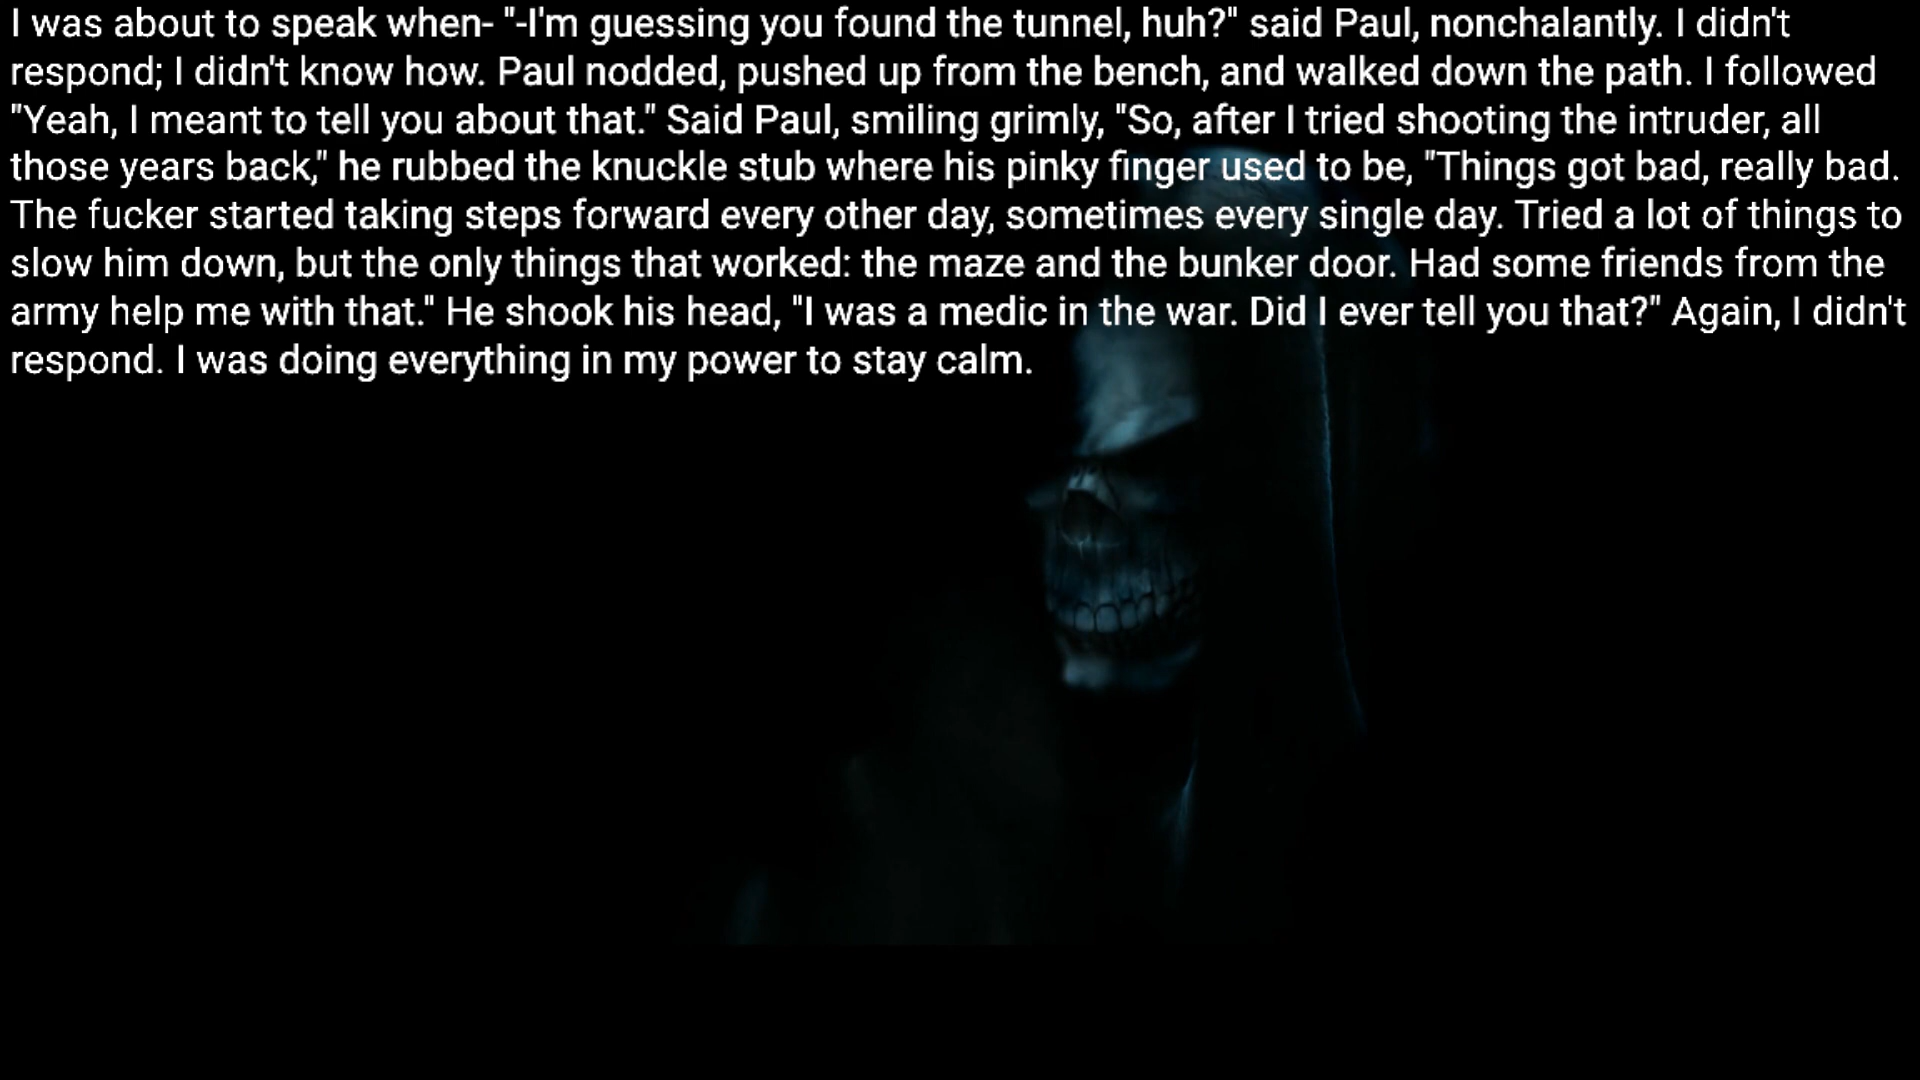 I was about to speak when- "-I'm guessing you found the tunnel, huh?" said Paul, nonchalantly. I didn't
respond; I didn't know how. Paul nodded, pushed up from the bench, and walked down the path. I followed
"Yeah, I meant to tell you about that." Said Paul, smiling grimly, "So, after I tried shooting the intruder, all
those years back," he rubbed the knuckle stub where his pinky finger used to be, "Things got bad, really bad.
The fucker started taking steps forward every other day, sometimes every single day. Tried a lot of things to
slow him down, but the only things that worked: the maze and the bunker door. Had some friends from the
army help me with that." He shook his head, "I was a medic in the war. Did I ever tell you that?" Again, I didn't
respond. I was doing everything in my power to stay calm.